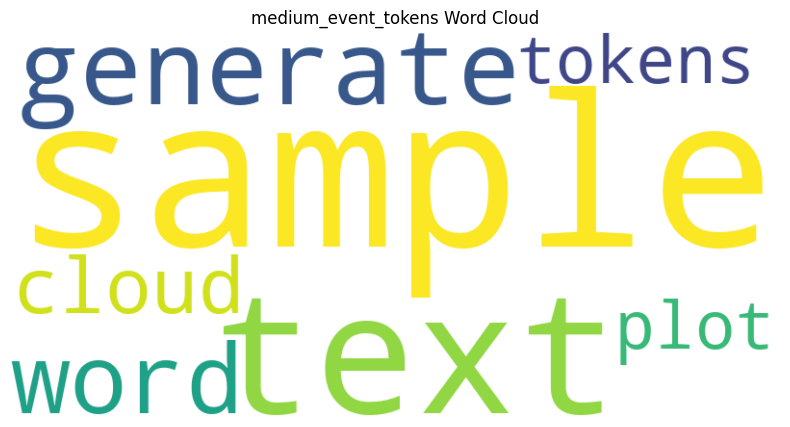 medium_event_tokens Word Cloud
generate
tokens
sample
cloud
text
plot
word